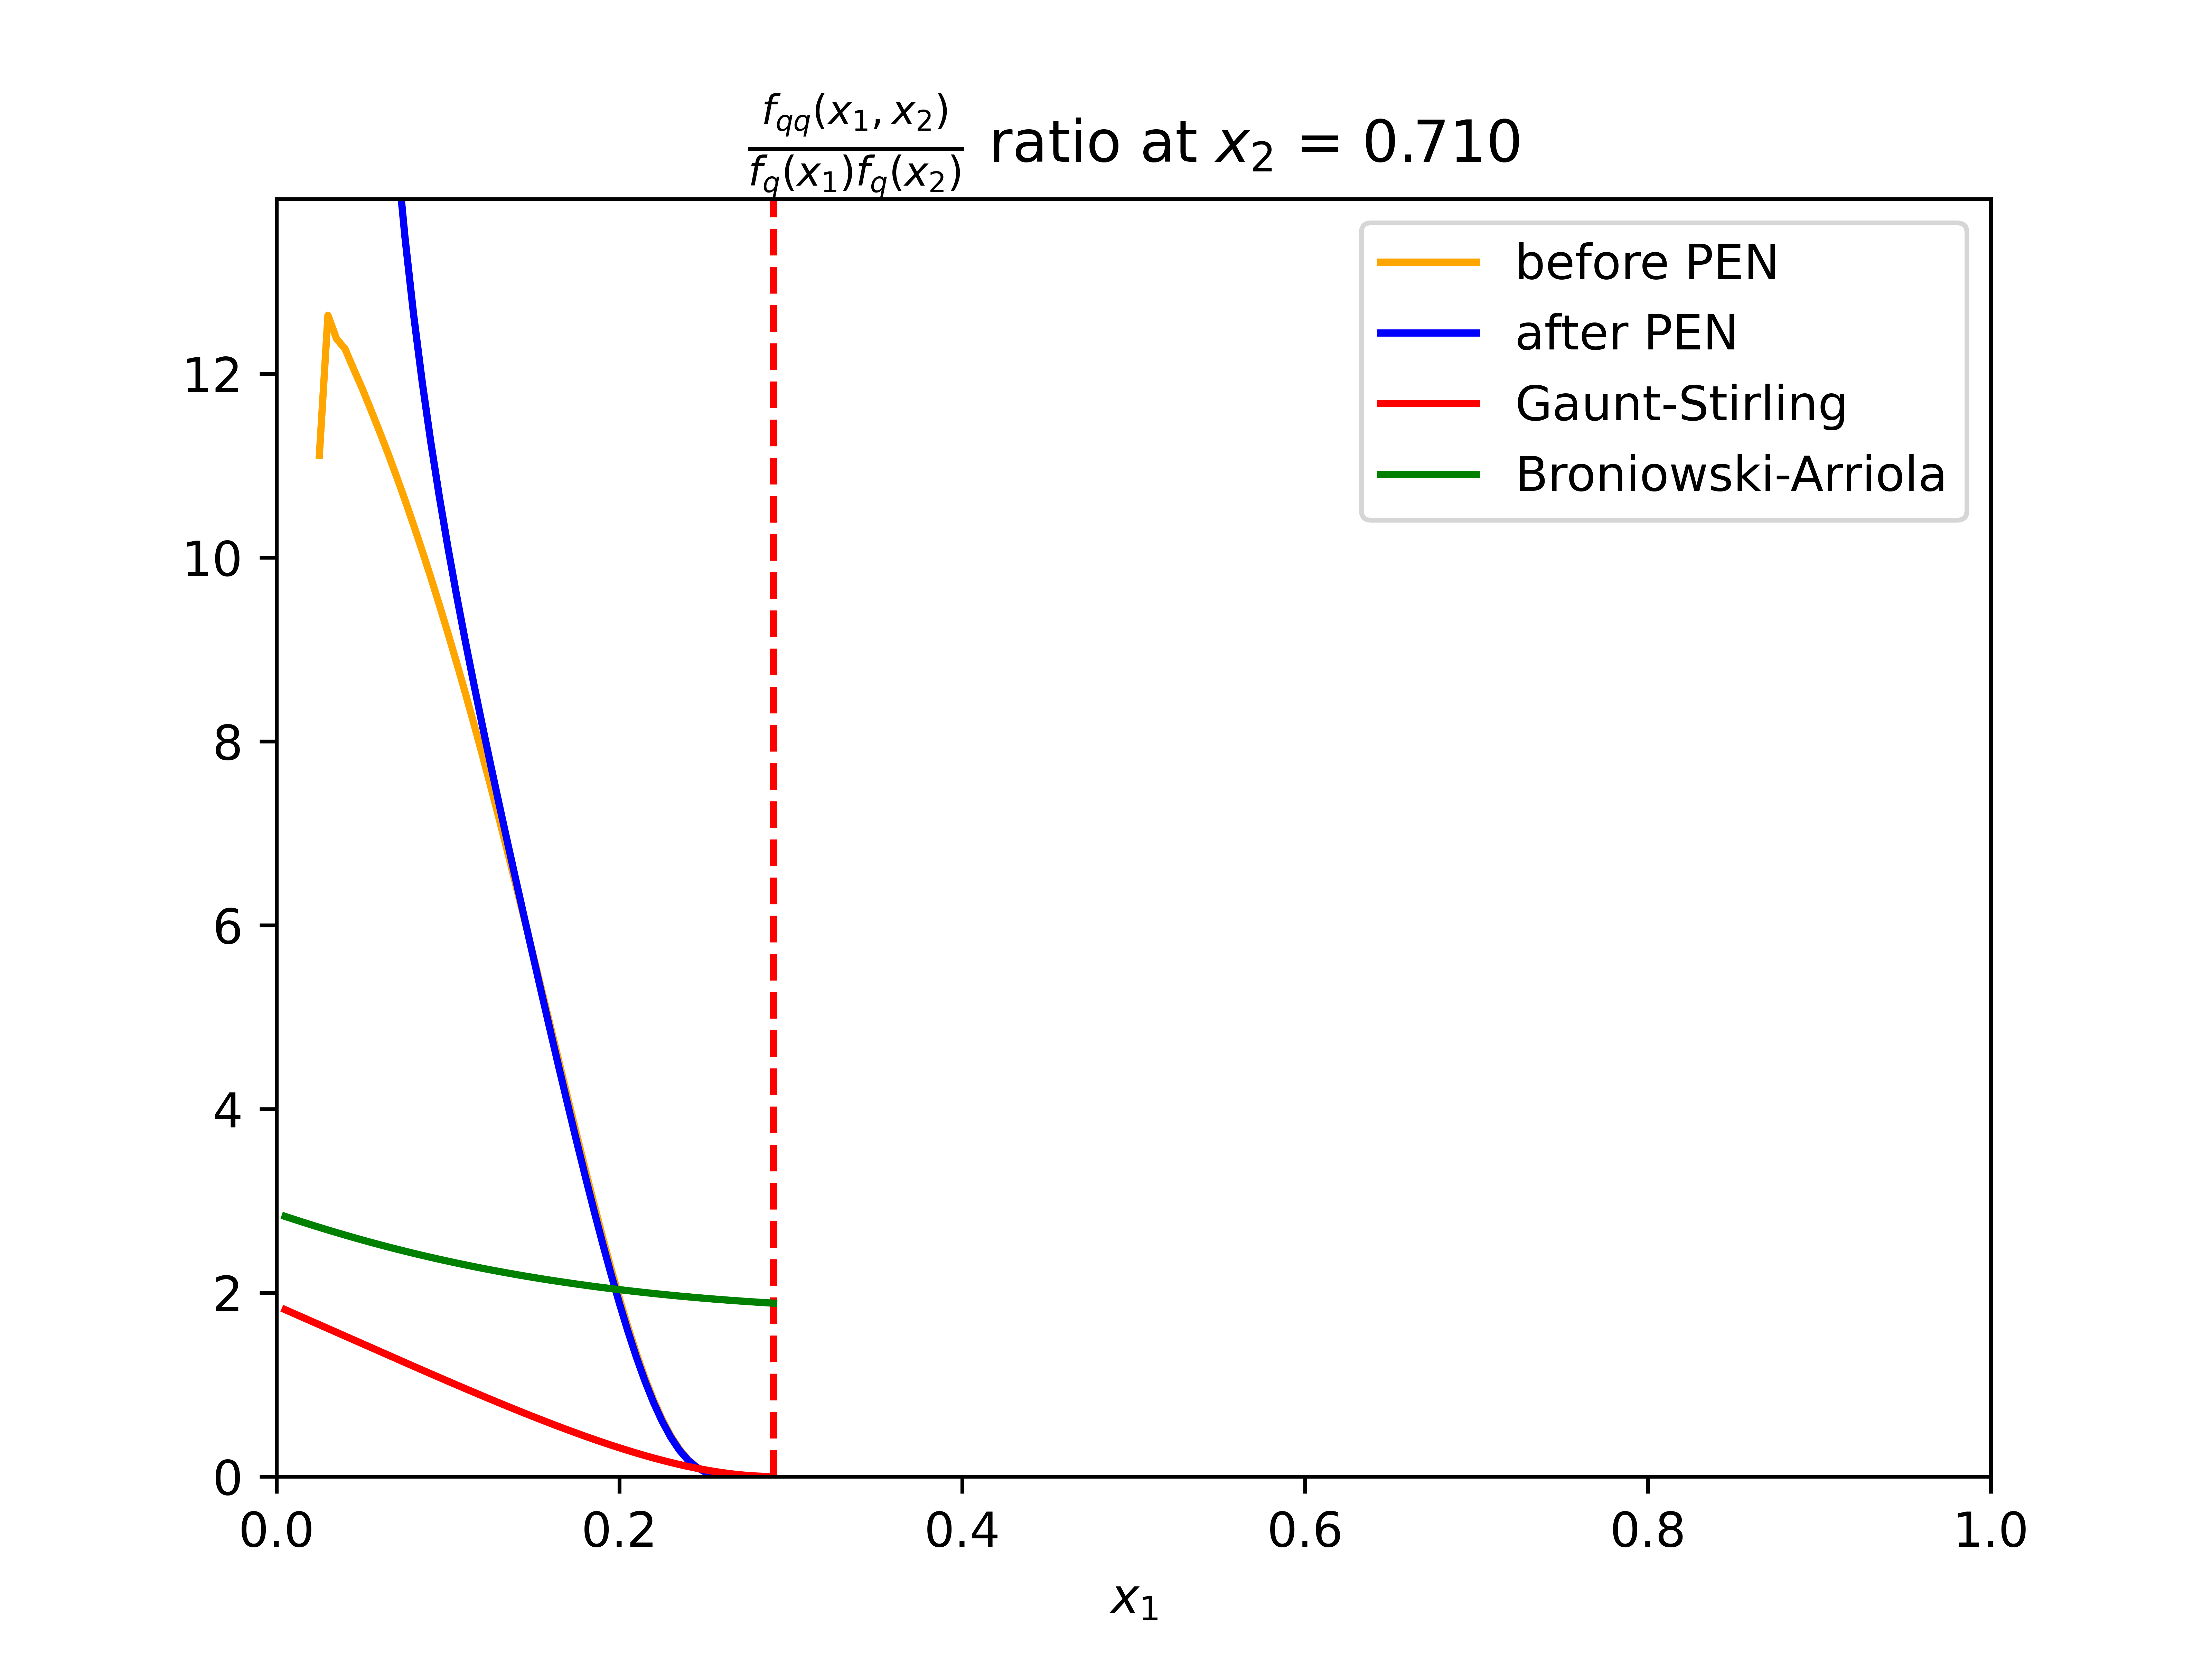 f_{qq}(x_1, x_2)
f_q(x_1)f_q(x_2)
ratio at x_2 = 0.710
before PEN
after PEN
Gaunt-Stirling
Broniowski-Arriola
12
10
8
6
4
2
0
0.0 0.2 0.4 0.6 0.8 1.0
x_1